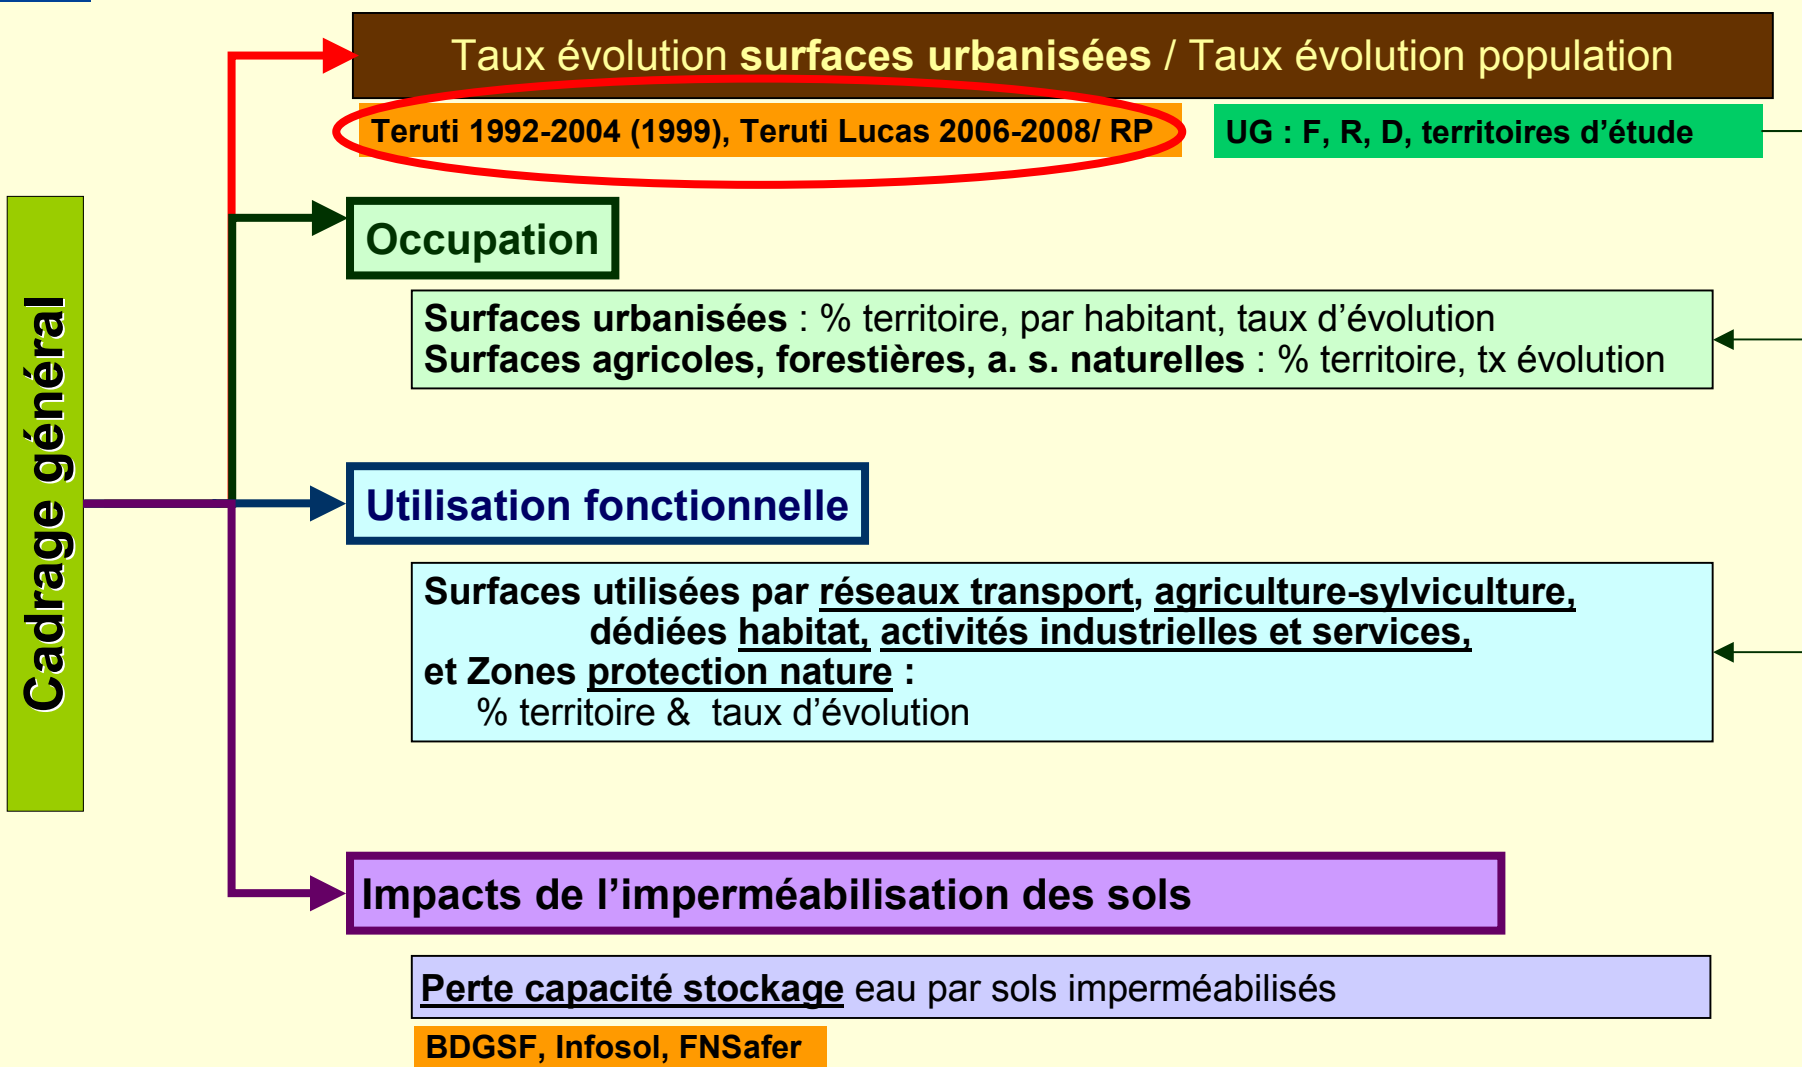 Taux évolution surfaces urbanisées / Taux évolution population
Teruti 1992-2004 (1999), Teruti Lucas 2006-2008/ RP
UG : F, R, D, territoires d’étude
Cadrage général
Occupation
Surfaces urbanisées : % territoire, par habitant, taux d’évolution
Surfaces agricoles, forestières, a. s. naturelles : % territoire, tx évolution
Utilisation fonctionnelle
Surfaces utilisées par réseaux transport, agriculture-sylviculture,
dédiées habitat, activités industrielles et services,
et Zones protection nature :
% territoire & taux d’évolution
Impacts de l’imperméabilisation des sols
Perte capacité stockage eau par sols imperméabilisés
BDGSF, Infosol, FNSafer